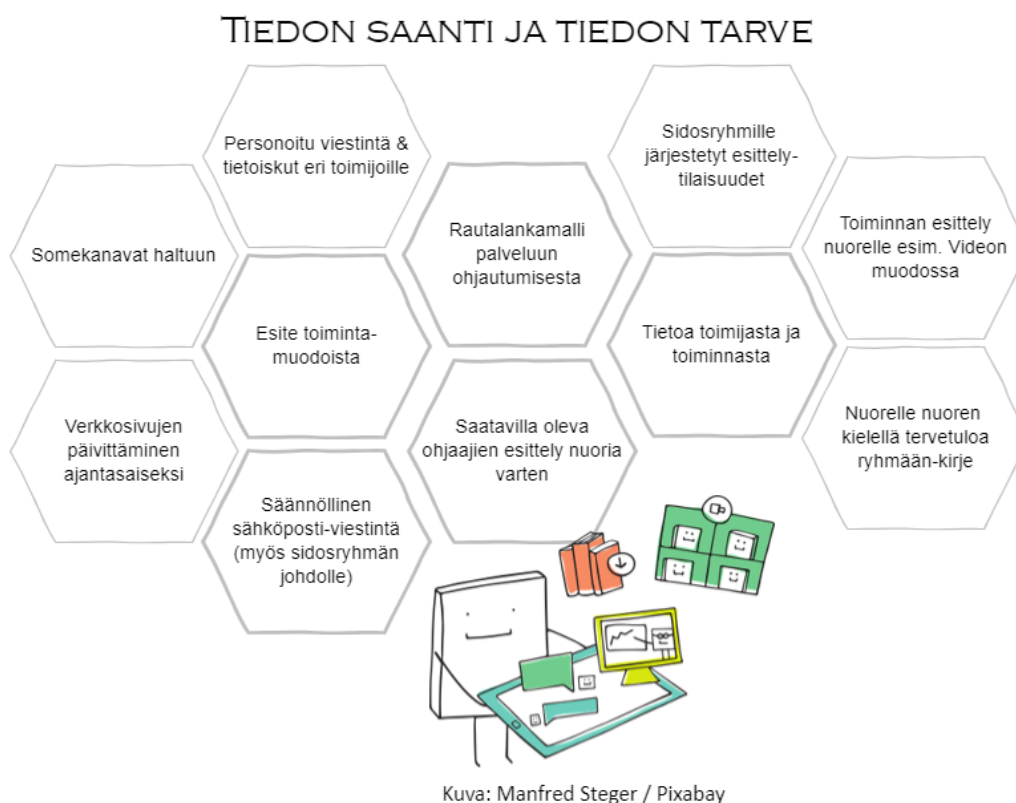 TIEDON SAANTI JA TIEDON TARVE
Personoitu viestintä &
tietoiskut eri toimijoille
Sidosryhmille
järjestetyt esittely-
tilaisuudet
Somekanavat haltuun
Rautalankamalli
palveluun
ohjautumisesta
Toiminnan esittely
nuorelle esim. Videon
muodossa
Esite toiminta-
muodoista
Tietoa toimijasta ja
toiminnasta
Verkkosivujen
päivittäminen
ajantasaiseksi
Saatavilla oleva
ohjaajien esittely nuoria
varten
Nuorelle nuoren
kielellä tervetuloa
ryhmään-kirje
Säännöllinen
sähköposti-viestintä
(myös sidosryhmän
johdolle)
Kuva: Manfred Steger / Pixabay